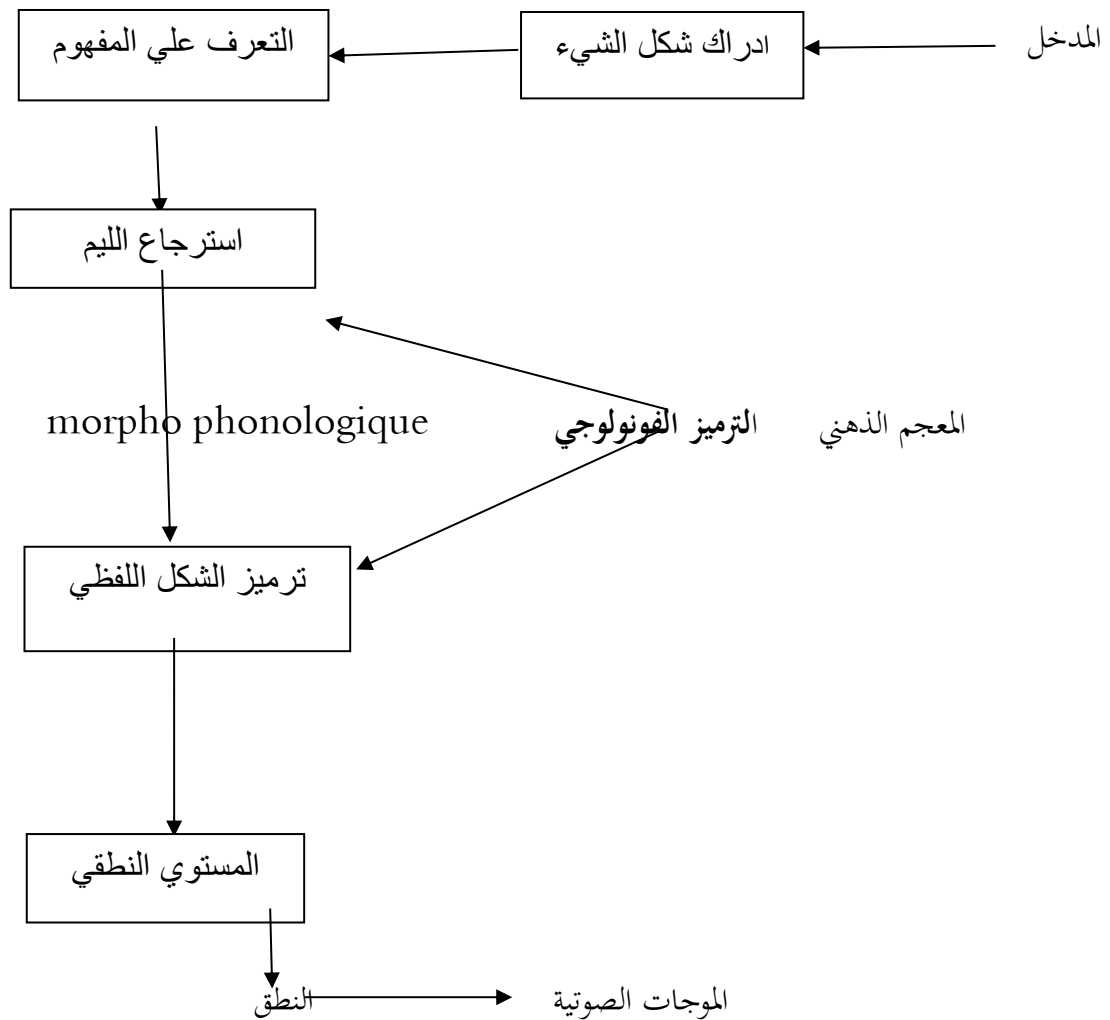 المدخل
ادراك شكل الشيء
التعرف علي المفهوم
استرجاع الليم
المعجم الذهني
الترميز الفونولوجي
morpho phonologique
ترميز الشكل اللفظي
المستوي النطقي
النطق
الموجات الصوتية